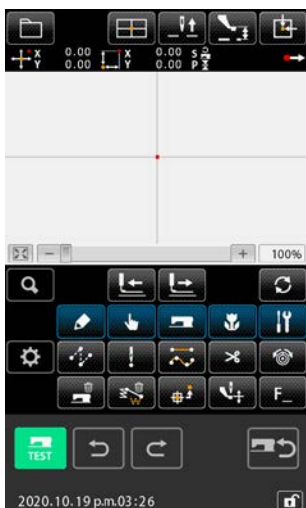 X 0.00 X 0.00 S
Y 0.00 Y 0.00 P
100%
F_
TEST
2020.10.19 p.m.03:26